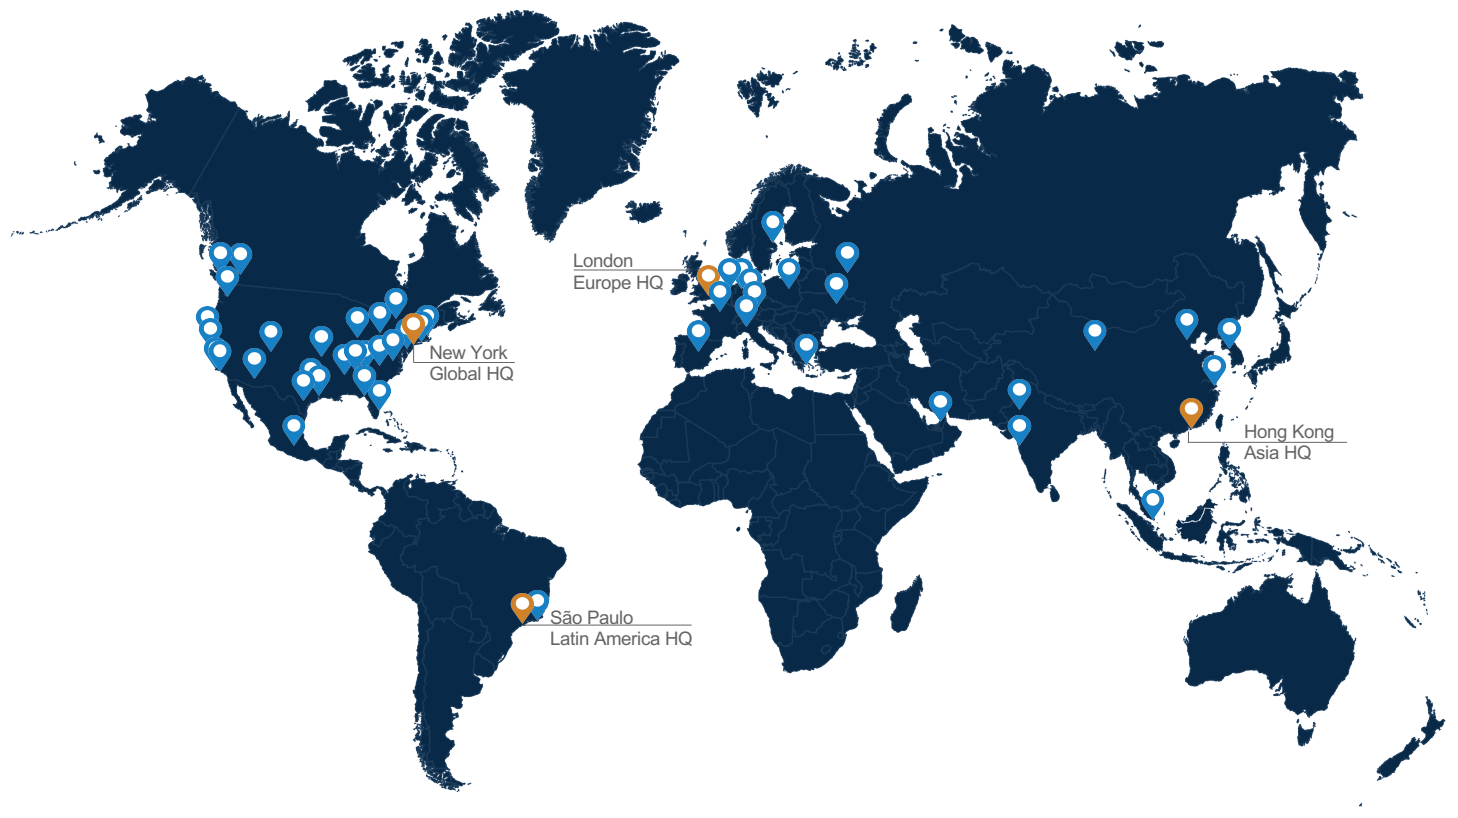 London
Europe HQ
New York
Global HQ
Hong Kong
Asia HQ
São Paulo
Latin America HQ